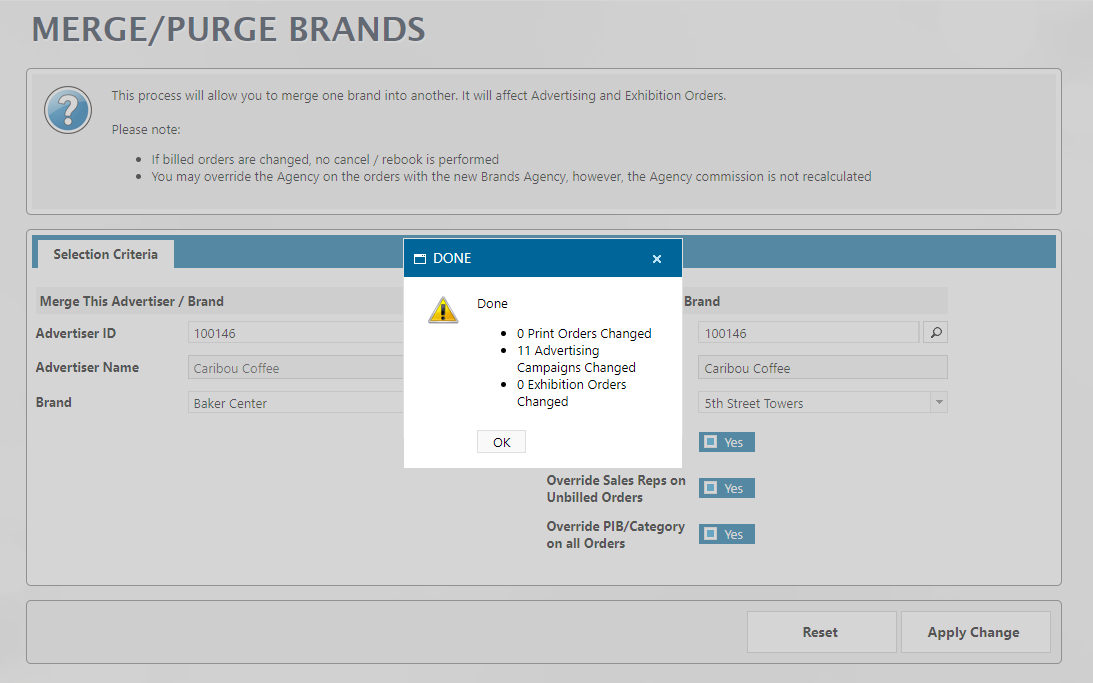 MERGE/PURGE BRANDS
This process will allow you to merge one brand into another. It will affect Advertising and Exhibition Orders.
Please note:
If billed orders are changed, no cancel / rebook is performed
You may override the Agency on the orders with the new Brands Agency, however, the Agency commission is not recalculated
Selection Criteria
Merge This Advertiser / Brand
Brand
Advertiser ID
100146
100146
Advertiser Name
Caribou Coffee
Caribou Coffee
Brand
Baker Center
5th Street Towers
Yes
Override Sales Reps on
Unbilled Orders
Yes
Override PIB/Category
on all Orders
Yes
DONE
Done
0 Print Orders Changed
11 Advertising
Campaigns Changed
0 Exhibition Orders
Changed
OK
Reset
Apply Change